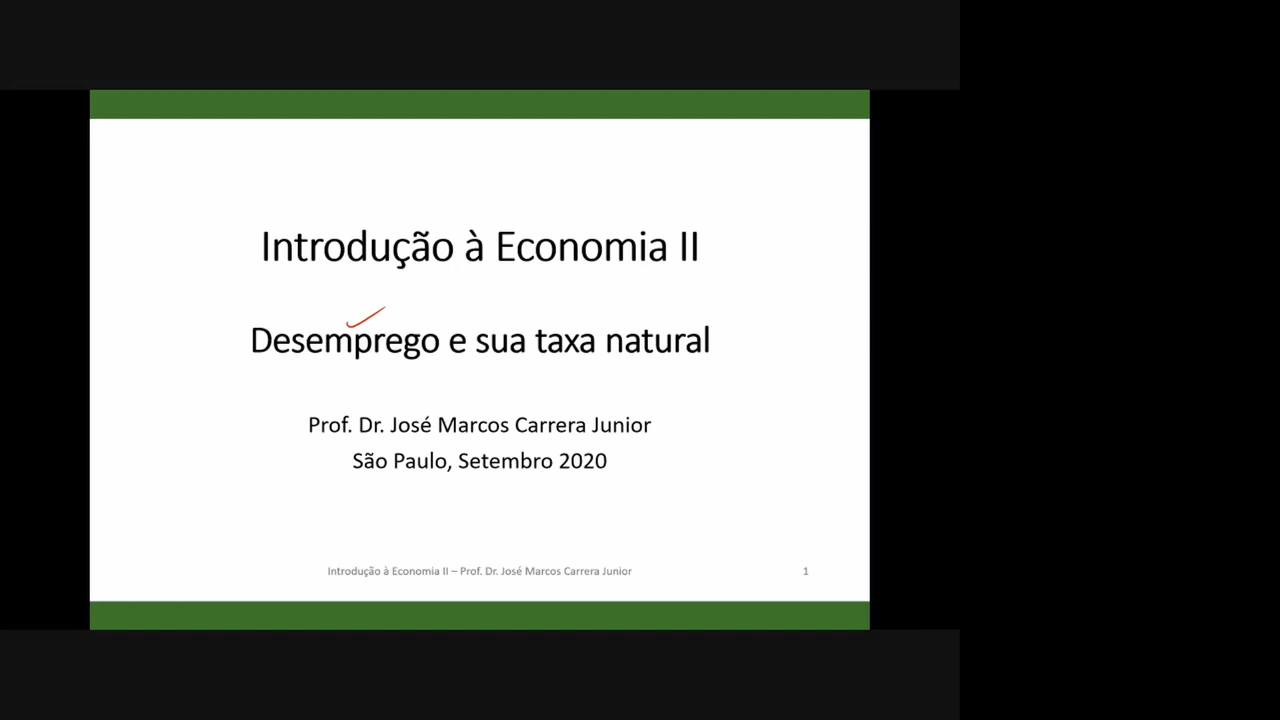 Introdução à Economia II
Desemprego e sua taxa natural
Prof. Dr. José Marcos Carrera Junior
São Paulo, Setembro 2020
Introdução à Economia II – Prof. Dr. José Marcos Carrera Junior
1